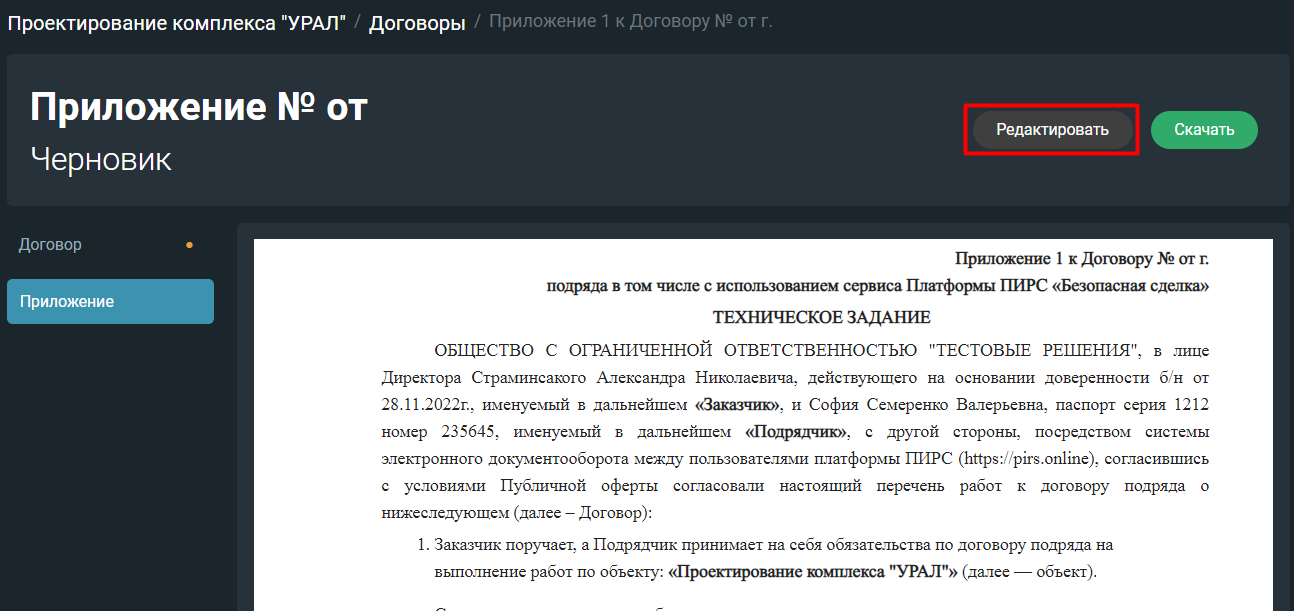 Проектирование комплекса "УРАЛ" / Договоры / Приложение 1 к Договору № от г.
Приложение № от
Черновик
Редактировать
Скачать
Договор
Приложение
Приложение 1 к Договору № от г.
подряда в том числе с использованием сервиса Платформы ПИРС «Безопасная сделка»
ТЕХНИЧЕСКОЕ ЗАДАНИЕ
ОБЩЕСТВО С ОГРАНИЧЕННОЙ ОТВЕТСТВЕННОСТЬЮ "ТЕСТОВЫЕ РЕШЕНИЯ", в лице
Директора Страминсакого Александра Николаевича, действующего на основании доверенности б/н от
28.11.2022г., именуемый в дальнейшем «Заказчик», и София Семеренко Валерьевна, паспорт серия 1212
номер 235645, именуемый в дальнейшем «Подрядчик», с другой стороны, посредством системы
электронного документооборота между пользователями платформы ПИРС (https://pirs.online), согласившись
с условиями Публичной оферты согласовали настоящий перечень работ к договору подряда о
нижеследующем (далее – Договор):
1. Заказчик поручает, а Подрядчик принимает на себя обязательства по договору подряда на
выполнение работ по объекту: «Проектирование комплекса "УРАЛ"» (далее — объект).